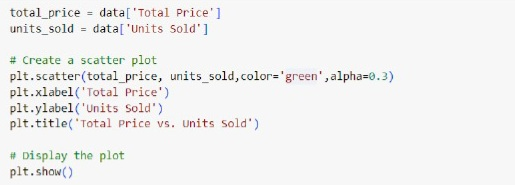 total_price = data['Total Price']
units_sold = data['Units Sold']
# Create a scatter plot
plt.scatter(total_price, units_sold,color='green',alpha=0.3)
plt.xlabel('Total Price')
plt.ylabel('Units Sold')
plt.title('Total Price vs. Units Sold')
# Display the plot
plt.show()